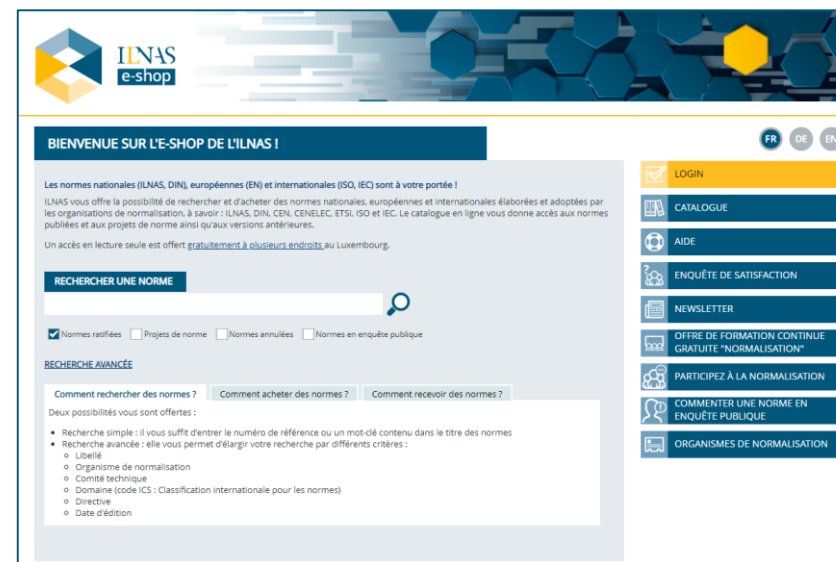 ILNAS
e-shop
BIENVENUE SUR L'E-SHOP DE L'ILNAS !
FR DE EN
Les normes nationales (ILNAS, DIN), européennes (EN) et internationales (ISO, IEC) sont à votre portée !
ILNAS vous offre la possibilité de rechercher et d'acheter des normes nationales, européennes et internationales élaborées et adoptées par
les organisations de normalisation, à savoir : ILNAS, DIN, CEN, CENELEC, ETSI, ISO et IEC. Le catalogue en ligne vous donne accès aux normes
publiées et aux projets de norme ainsi qu'aux versions antérieures.
Un accès en lecture seule est offert gratuitement à plusieurs endroits au Luxembourg.
RECHERCHER UNE NORME
Normes ratifiées Projets de norme Normes annulées Normes en enquête publique
RECHERCHE AVANCÉE
Comment rechercher des normes ? Comment acheter des normes ? Comment recevoir des normes ?
Deux possibilités vous sont offertes :
• Recherche simple : il vous suffit d'entrer le numéro de référence ou un mot-clé contenu dans le titre des normes
• Recherche avancée : elle vous permet d'élargir votre recherche par différents critères :
○ Libellé
○ Organisme de normalisation
○ Comité technique
○ Domaine (code ICS : Classification internationale pour les normes)
○ Directive
○ Date d'édition
LOGIN
CATALOGUE
AIDE
ENQUÊTE DE SATISFACTION
NEWSLETTER
OFFRE DE FORMATION CONTINUE
GRATUITE "NORMALISATION"
PARTICIPEZ À LA NORMALISATION
COMMENTER UNE NORME EN
ENQUÊTE PUBLIQUE
ORGANISMES DE NORMALISATION